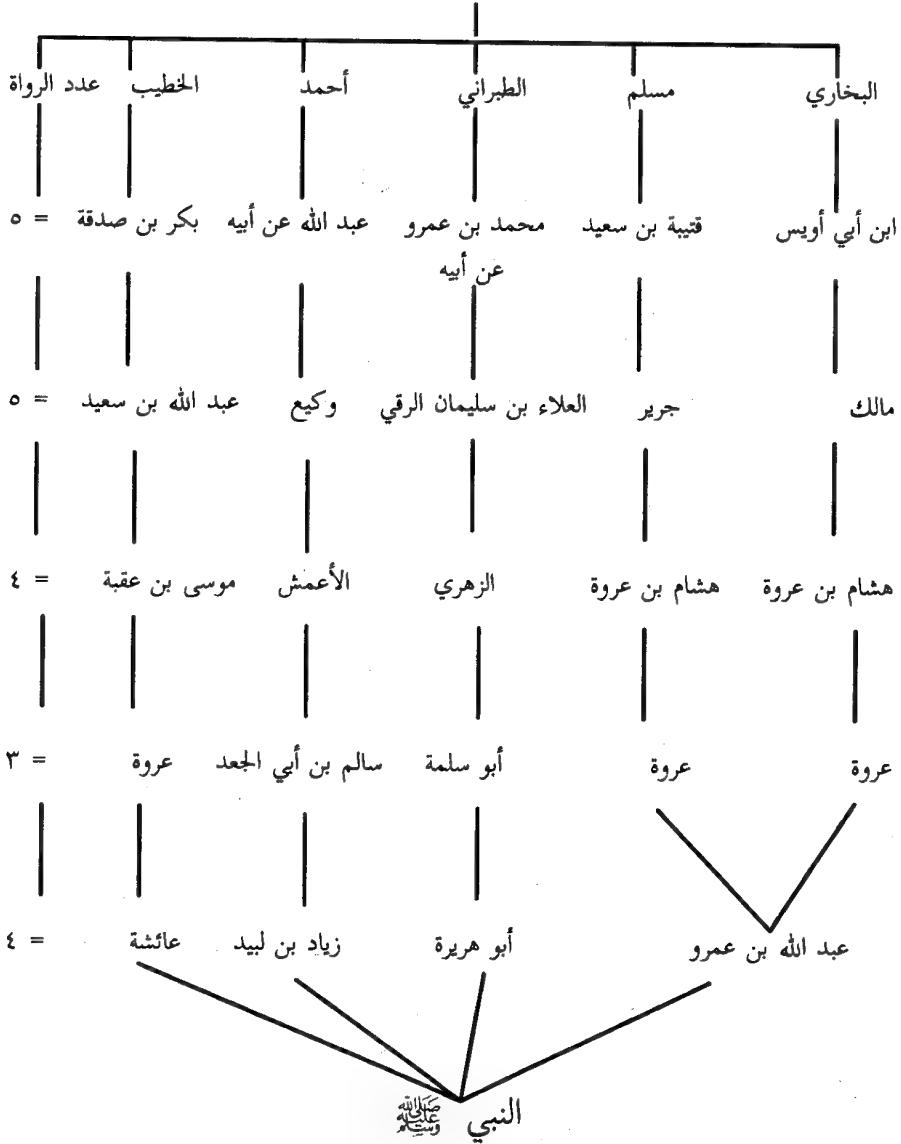 البخاري مسلم الطبراني أحمد الخطيب عدد الرواة
ابن أبي أويس قتيبة بن سعيد محمد بن عمرو عبد الله عن أبيه بكر بن صدقة = ٥
عن أبيه
مالك جرير العلاء بن سليمان الرقي وكيع عبد الله بن سعيد = ٥
هشام بن عروة هشام بن عروة الزهري الأعمش موسى بن عقبة = ٤
عروة عروة أبو سلمة سالم بن أبي الجعد عروة = ٣
عبد الله بن عمرو أبو هريرة زياد بن لبيد عائشة = ٤
النبي ﷺ